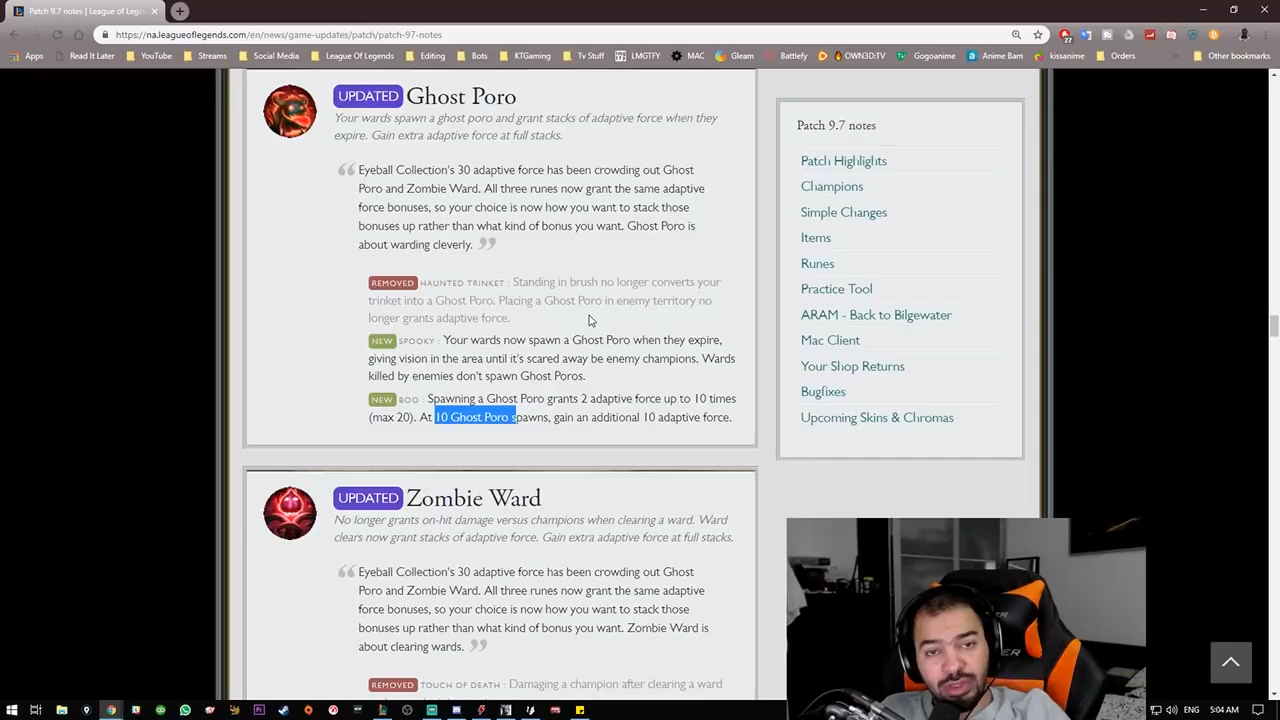 Patch 9.7 notes | League of Lege
https://na.leagueoflegends.com/en/news/game-updates/patch/patch-97-notes
27
Apps Read It Later YouTube Streams Social Media League Of Legends Editing Bots KTGaming Tv Stuff LMGTFY MAC Gleam Battlefy OWN3D:TV Gogoanime Anime Bam kissanime Orders Other bookmarks
UPDATED Ghost Poro
Your wards spawn a ghost poro and grant stacks of adaptive force when they
expire. Gain extra adaptive force at full stacks.
Eyeball Collection's 30 adaptive force has been crowding out Ghost
Poro and Zombie Ward. All three runes now grant the same adaptive
force bonuses, so your choice is now how you want to stack those
bonuses up rather than what kind of bonus you want. Ghost Poro is
about warding cleverly.
REMOVED HAUNTED TRINKET : Standing in brush no longer converts your
trinket into a Ghost Poro. Placing a Ghost Poro in enemy territory no
longer grants adaptive force.
NEW SPOOKY : Your wards now spawn a Ghost Poro when they expire,
giving vision in the area until it's scared away be enemy champions. Wards
killed by enemies don't spawn Ghost Poros.
NEW BOO : Spawning a Ghost Poro grants 2 adaptive force up to 10 times
(max 20). At 10 Ghost Poro spawns, gain an additional 10 adaptive force.
UPDATED Zombie Ward
No longer grants on-hit damage versus champions when clearing a ward. Ward
clears now grant stacks of adaptive force. Gain extra adaptive force at full stacks.
Eyeball Collection's 30 adaptive force has been crowding out Ghost
Poro and Zombie Ward. All three runes now grant the same adaptive
force bonuses, so your choice is now how you want to stack those
bonuses up rather than what kind of bonus you want. Zombie Ward is
about clearing wards.
REMOVED TOUCH OF DEATH : Damaging a champion after clearing a ward
Patch 9.7 notes
Patch Highlights
Champions
Simple Changes
Items
Runes
Practice Tool
ARAM - Back to Bilgewater
Mac Client
Your Shop Returns
Bugfixes
Upcoming Skins & Chromas
ENG 5:04 AM